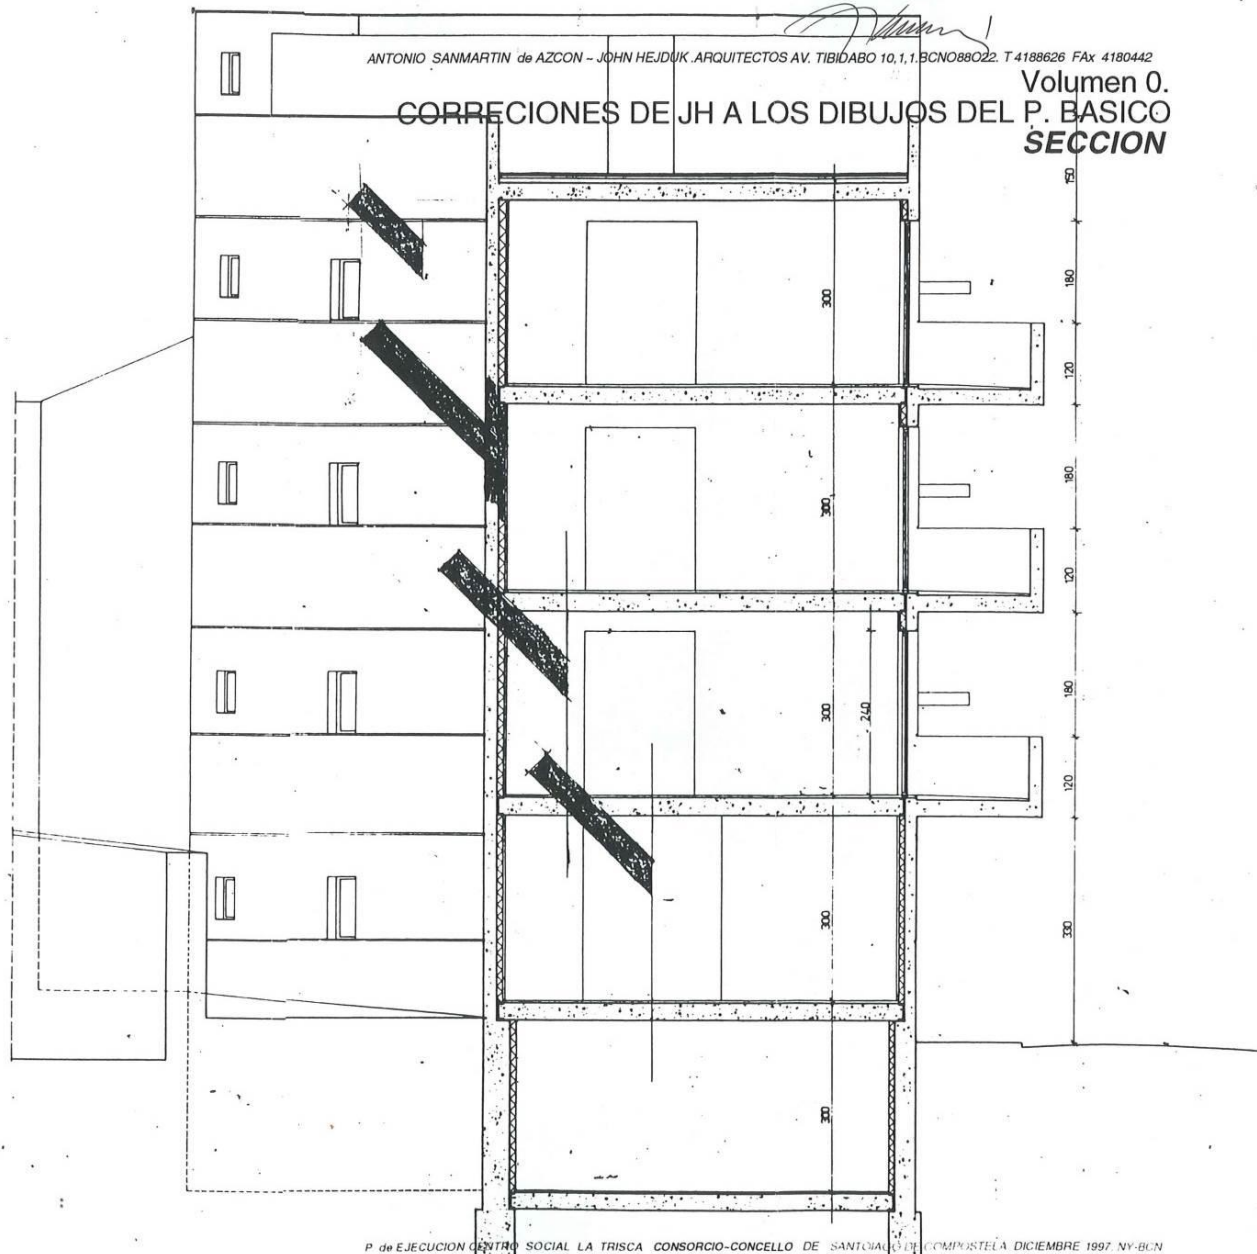 ANTONIO SANMARTIN de AZCON - JOHN HEJDUK .ARQUITECTOS AV. TIBIDABO 10,1,1.BCNO88O22. T 4188626 FAx 4180442
Volumen 0.
CORRECIONES DE JH A LOS DIBUJOS DEL P. BASICO
SECCION
150
180
300
120
180
300
120
180
300
240
120
300
330
300
P de EJECUCION CENTRO SOCIAL LA TRISCA CONSORCIO-CONCELLO DE SANTOIAGO DE COMPOSTELA DICIEMBRE 1997. NY-BCN